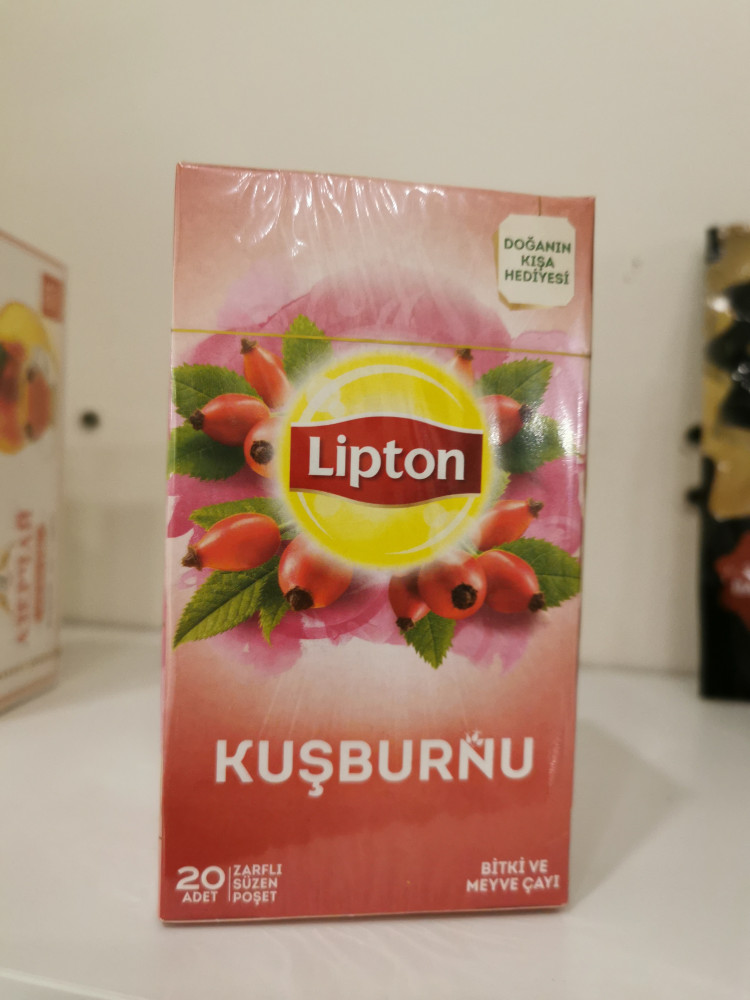 DOĞANIN
KIŞA
HEDİYESİ
Lipton
KUŞBURNU
20
ADET
ZARFLI
SÜZEN
POŞET
BİTKİ VE
MEYVE ÇAYI